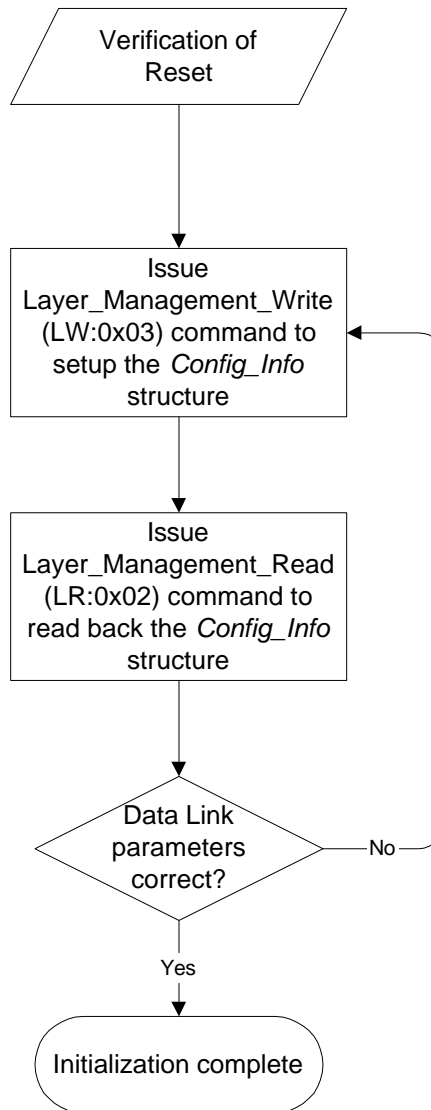 Verification of
Reset
Issue
Layer_Management_Write
(LW:0x03) command to
setup the Config_Info
structure
Issue
Layer_Management_Read
(LR:0x02) command to
read back the Config_Info
structure
Data Link
parameters
correct?
No
Yes
Initialization complete